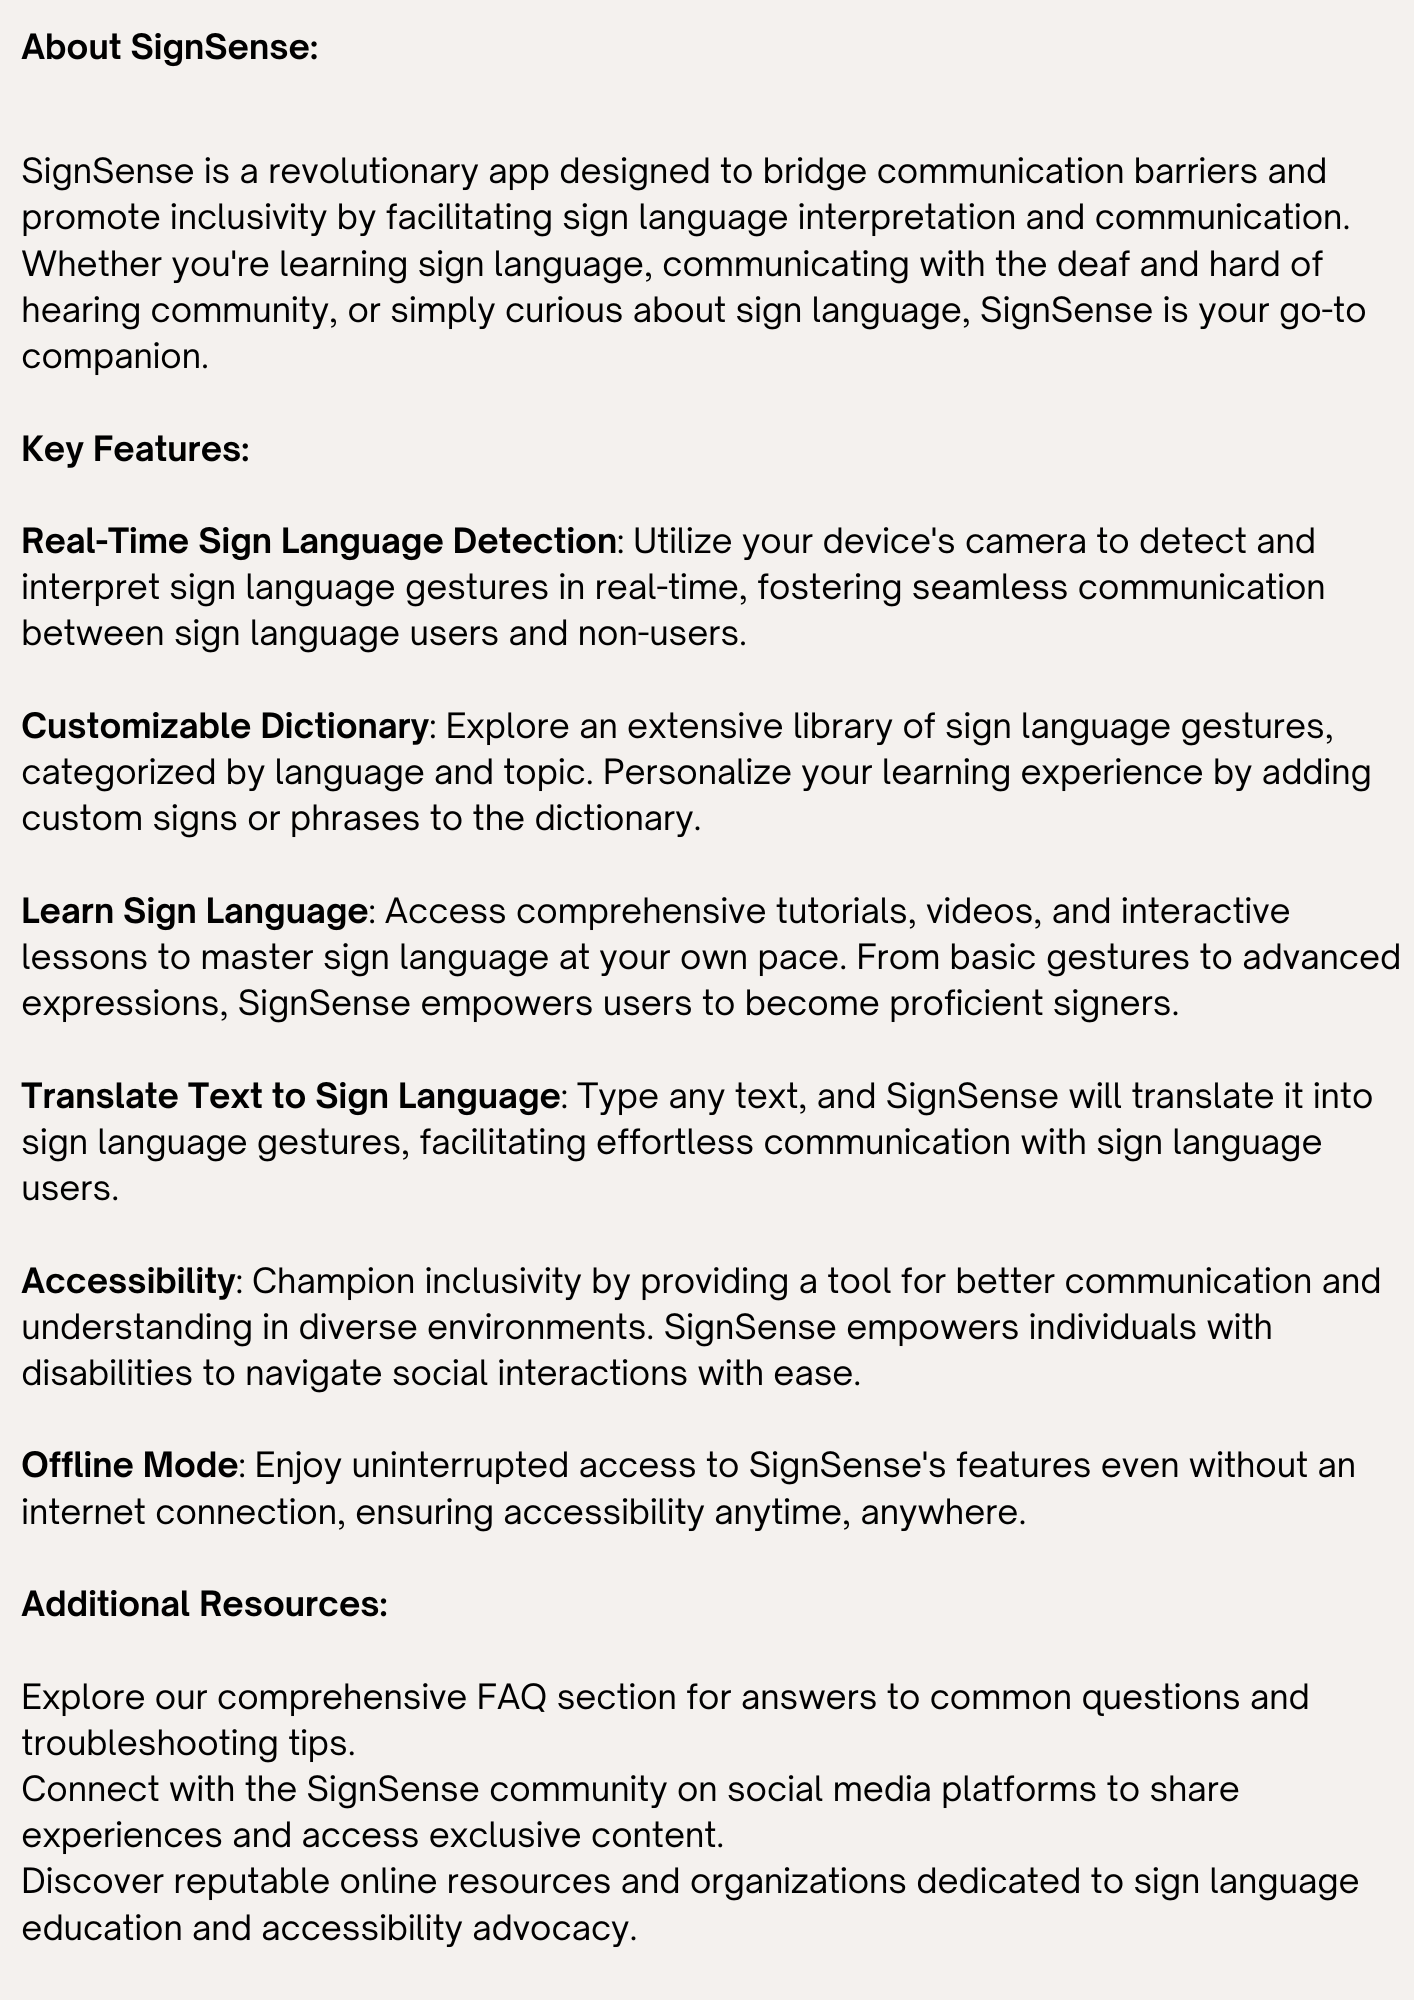 About SignSense:
SignSense is a revolutionary app designed to bridge communication barriers and
promote inclusivity by facilitating sign language interpretation and communication.
Whether you're learning sign language, communicating with the deaf and hard of
hearing community, or simply curious about sign language, SignSense is your go-to
companion.
Key Features:
Real-Time Sign Language Detection: Utilize your device's camera to detect and
interpret sign language gestures in real-time, fostering seamless communication
between sign language users and non-users.
Customizable Dictionary: Explore an extensive library of sign language gestures,
categorized by language and topic. Personalize your learning experience by adding
custom signs or phrases to the dictionary.
Learn Sign Language: Access comprehensive tutorials, videos, and interactive
lessons to master sign language at your own pace. From basic gestures to advanced
expressions, SignSense empowers users to become proficient signers.
Translate Text to Sign Language: Type any text, and SignSense will translate it into
sign language gestures, facilitating effortless communication with sign language
users.
Accessibility: Champion inclusivity by providing a tool for better communication and
understanding in diverse environments. SignSense empowers individuals with
disabilities to navigate social interactions with ease.
Offline Mode: Enjoy uninterrupted access to SignSense's features even without an
internet connection, ensuring accessibility anytime, anywhere.
Additional Resources:
Explore our comprehensive FAQ section for answers to common questions and
troubleshooting tips.
Connect with the SignSense community on social media platforms to share
experiences and access exclusive content.
Discover reputable online resources and organizations dedicated to sign language
education and accessibility advocacy.